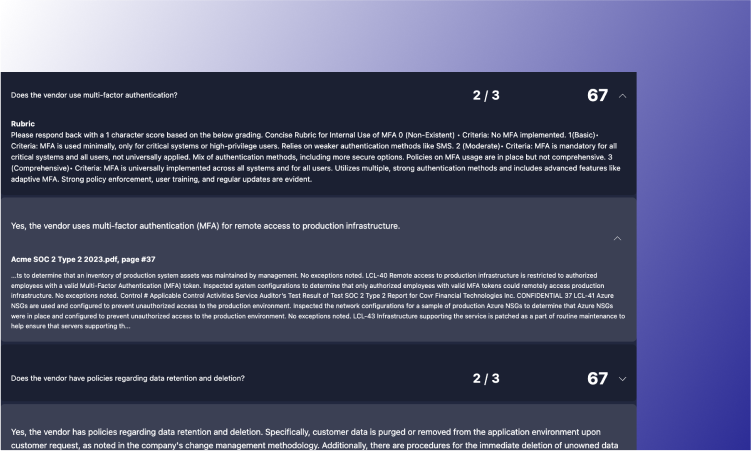 Does the vendor use multi-factor authentication? 2 / 3 67
Rubric
Please respond back with a 1 character score based on the below grading. Concise Rubric for Internal Use of MFA 0 (Non-Existent) • Criteria: No MFA implemented. 1(Basic)•
Criteria: MFA is used minimally, only for critical systems or high-privilege users. Relies on weaker authentication methods like SMS. 2 (Moderate)• Criteria: MFA is mandatory for all
critical systems and all users, not universally applied. Mix of authentication methods, including more secure options. Policies on MFA usage are in place but not comprehensive. 3
(Comprehensive)• Criteria: MFA is universally implemented across all systems and for all users. Utilizes multiple, strong authentication methods and includes advanced features like
adaptive MFA. Strong policy enforcement, user training, and regular updates are evident.
Yes, the vendor uses multi-factor authentication (MFA) for remote access to production infrastructure.
Acme SOC 2 Type 2 2023.pdf, page #37
...ts to determine that an inventory of production system assets was maintained by management. No exceptions noted. LCL-40 Remote access to production infrastructure is restricted to authorized
employees with a valid Multi-Factor Authentication (MFA) token. Inspected system configurations to determine that only authorized employees with valid MFA tokens could remotely access production
infrastructure. No exceptions noted. Control # Applicable Control Activities Service Auditor's Test Result of Test SOC 2 Type 2 Report for Covr Financial Technologies Inc. CONFIDENTIAL 37 LCL-41 Azure
NSGs are used and configured to prevent unauthorized access to the production environment. Inspected the network configurations for a sample of production Azure NSGs to determine that Azure NSGs
were in place and configured to prevent unauthorized access to the production environment. No exceptions noted. LCL-43 Infrastructure supporting the service is patched as a part of routine maintenance to
help ensure that servers supporting th...
Does the vendor have policies regarding data retention and deletion? 2 / 3 67
Yes, the vendor has policies regarding data retention and deletion. Specifically, customer data is purged or removed from the application environment upon
customer request, as noted in the company's change management methodology. Additionally, there are procedures for the immediate deletion of unowned data